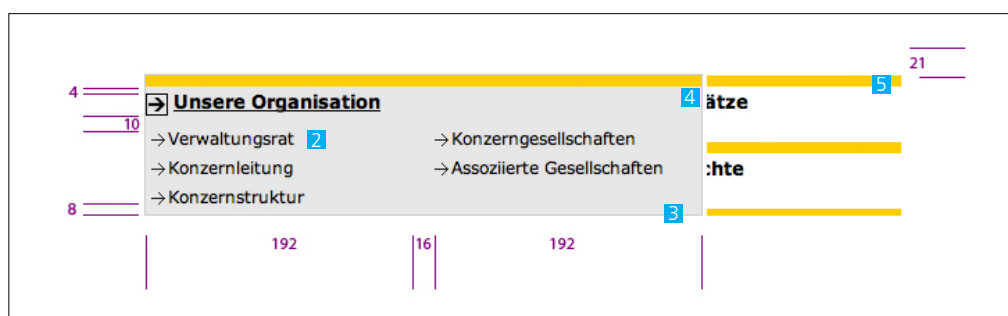 21
4
5
4
→ Unsere Organisation
ätze
10
→ Verwaltungsrat 2
→ Konzerngesellschaften
→ Konzernleitung
→ Assoziierte Gesellschaften
chte
→ Konzernstruktur
8
3
192
16
192